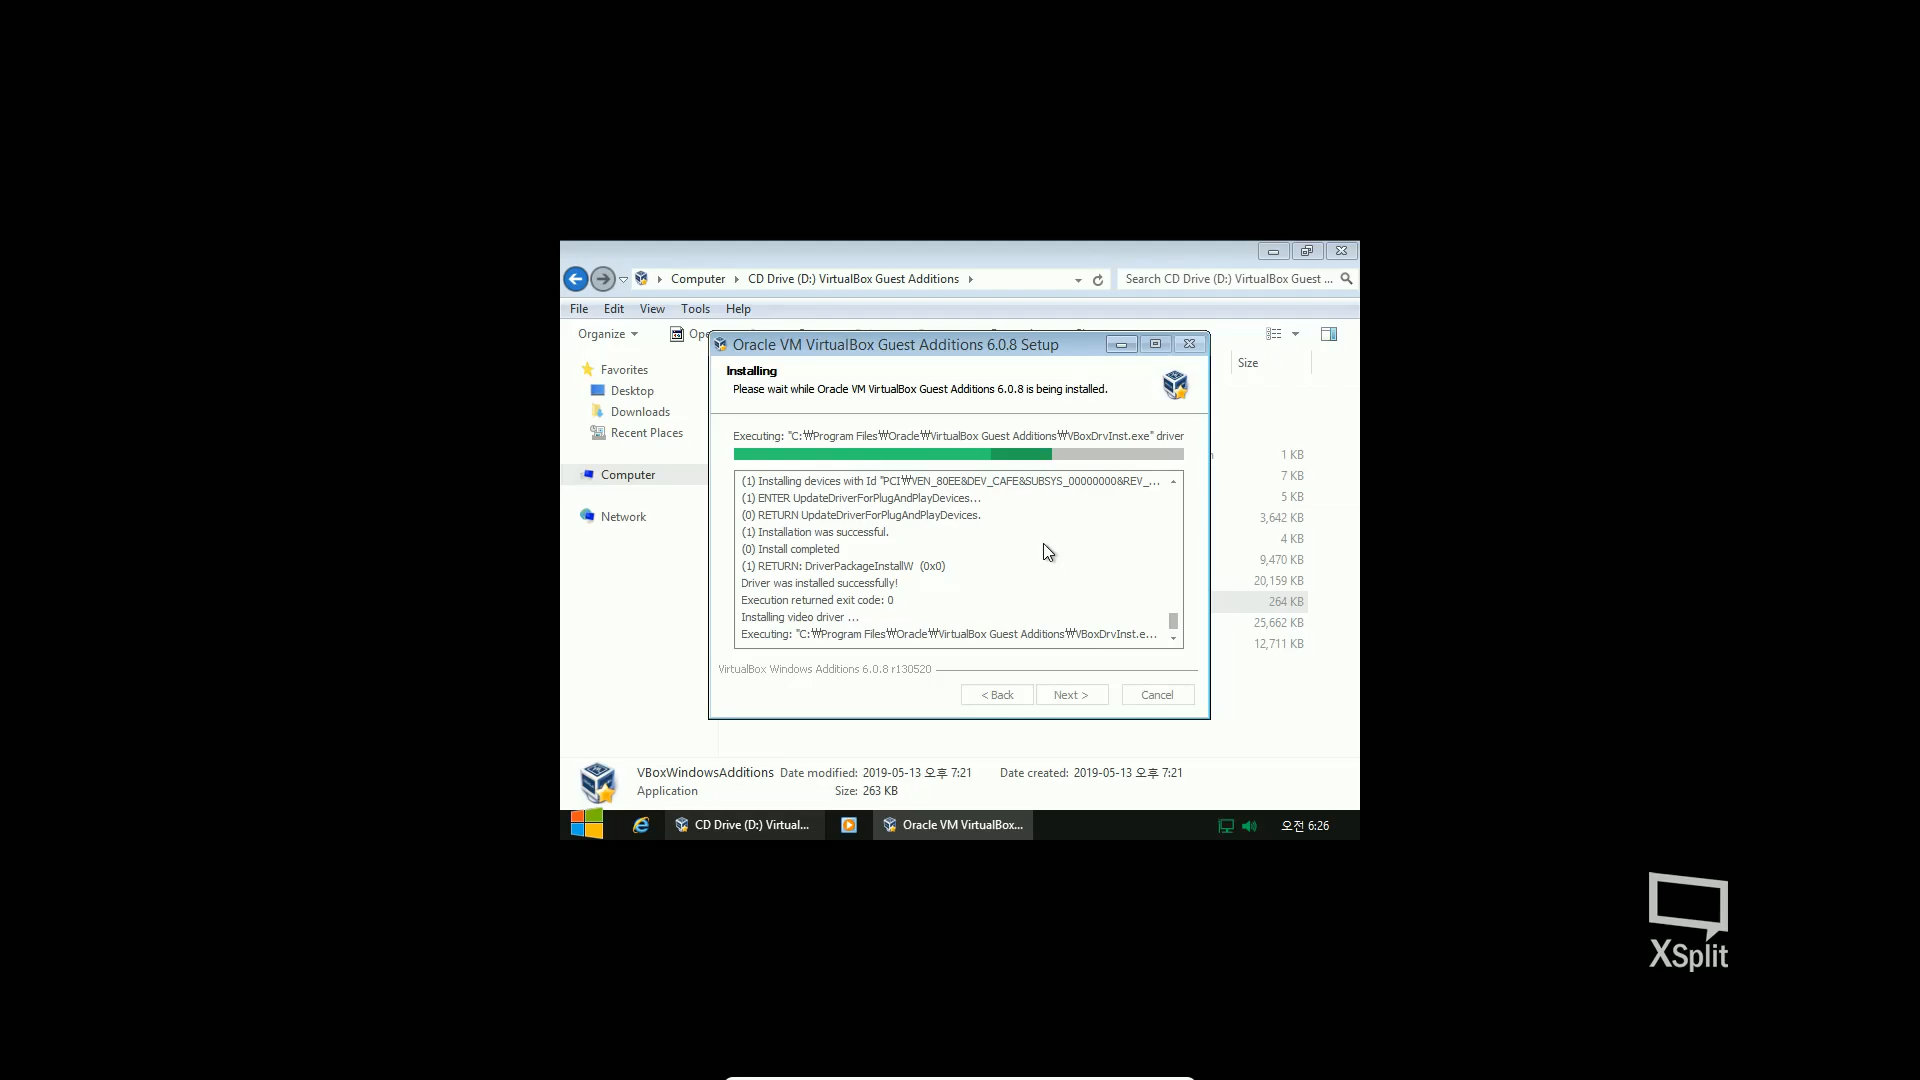 Computer
CD Drive (D:) VirtualBox Guest Additions
Search CD Drive (D:) VirtualBox Guest ...
File Edit View Tools Help
Organize
Size
Oracle VM VirtualBox Guest Additions 6.0.8 Setup
Installing
Please wait while Oracle VM VirtualBox Guest Additions 6.0.8 is being installed.
Favorites
Desktop
Downloads
Recent Places
Computer
Network
Executing: "C:₩Program Files₩Oracle₩VirtualBox Guest Additions₩VBoxDrvInst.exe" driver
(1) Installing devices with Id "PCI₩VEN_80EE&DEV_CAFE&SUBSYS_00000000&REV_...
(1) ENTER UpdateDriverForPlugAndPlayDevices...
(0) RETURN UpdateDriverForPlugAndPlayDevices.
(1) Installation was successful.
(0) Install completed
(1) RETURN: DriverPackageInstallW (0x0)
Driver was installed successfully!
Execution returned exit code: 0
Installing video driver ...
Executing: "C:₩Program Files₩Oracle₩VirtualBox Guest Additions₩VBoxDrvInst.e...
VirtualBox Windows Additions 6.0.8 r130520
< Back Next > Cancel
1 KB
7 KB
5 KB
3,642 KB
4 KB
9,470 KB
20,159 KB
264 KB
25,662 KB
12,711 KB
VBoxWindowsAdditions Date modified: 2019-05-13 오후 7:21 Date created: 2019-05-13 오후 7:21
Application Size: 263 KB
CD Drive (D:) Virtual...
Oracle VM VirtualBox...
오전 6:26
XSplit